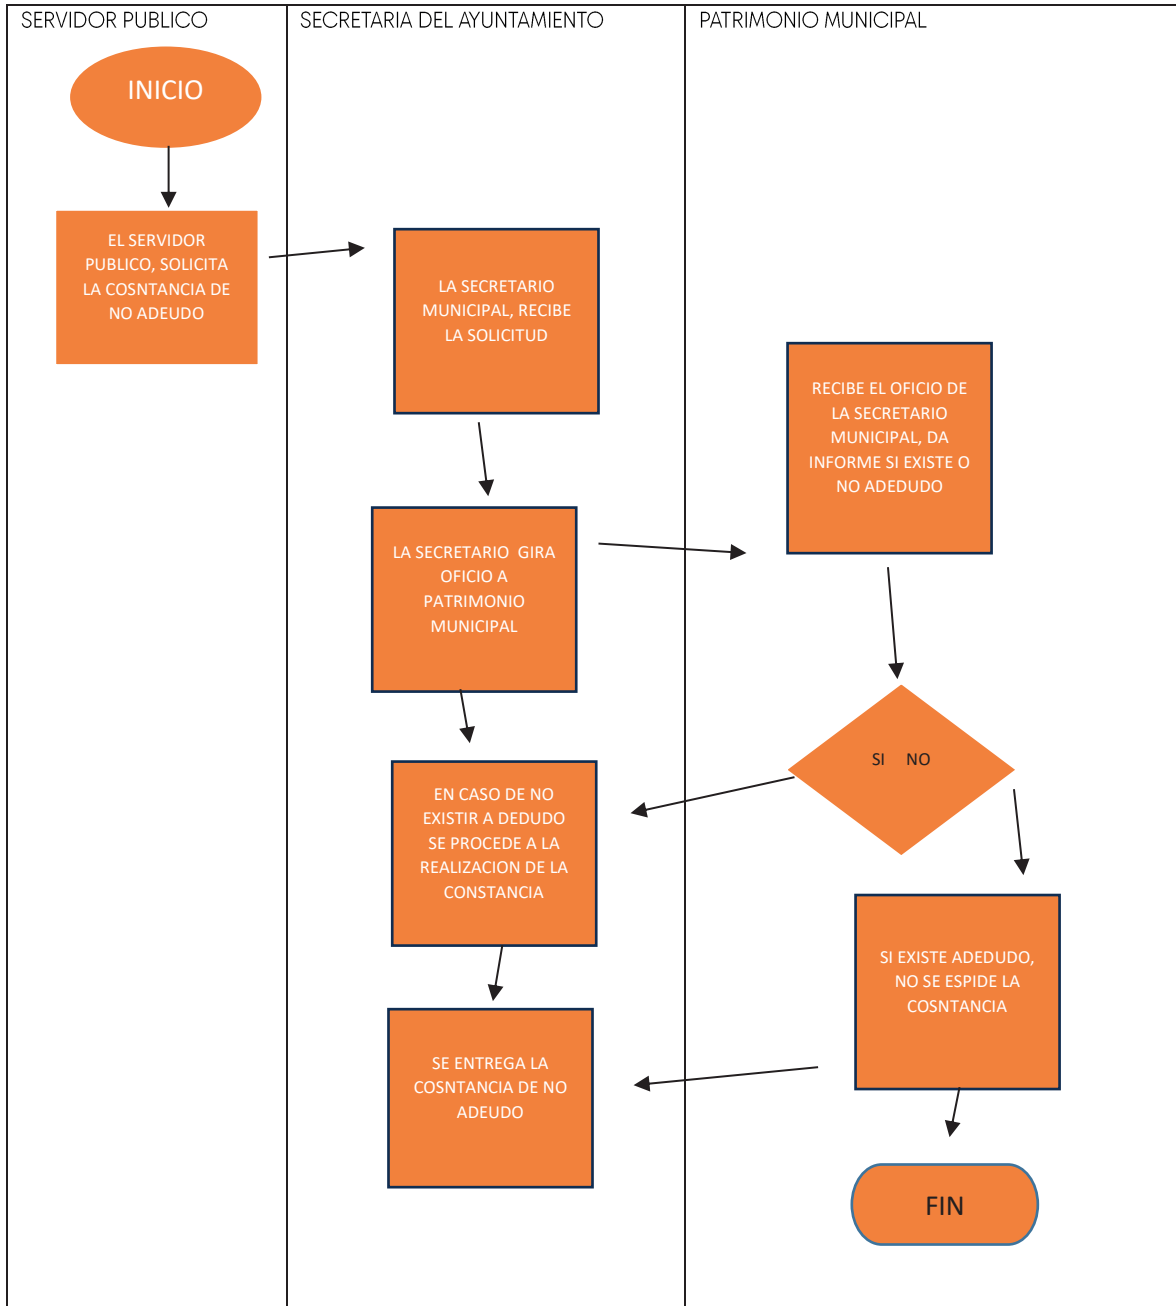 SERVIDOR PUBLICO
SECRETARIA DEL AYUNTAMIENTO
PATRIMONIO MUNICIPAL
INICIO
EL SERVIDOR
PUBLICO, SOLICITA
LA COSNTANCIA DE
NO ADEUDO
LA SECRETARIO
MUNICIPAL, RECIBE
LA SOLICITUD
RECIBE EL OFICIO DE
LA SECRETARIO
MUNICIPAL, DA
INFORME SI EXISTE O
NO ADEDUDO
LA SECRETARIO GIRA
OFICIO A
PATRIMONIO
MUNICIPAL
SI NO
EN CASO DE NO
EXISTIR A DEDUDO
SE PROCEDE A LA
REALIZACION DE LA
CONSTANCIA
SI EXISTE ADEDUDO,
NO SE ESPIDE LA
COSNTANCIA
SE ENTREGA LA
COSNTANCIA DE NO
ADEUDO
FIN